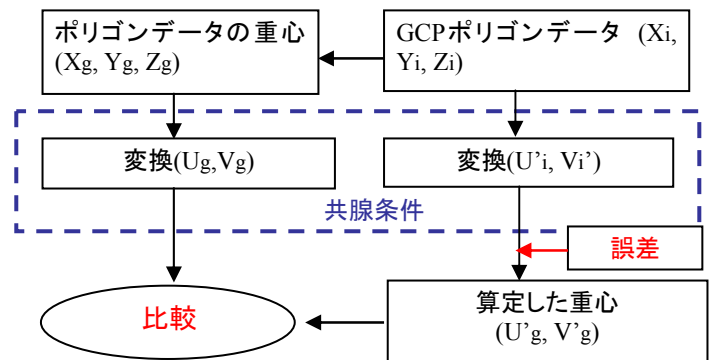 ポリゴンデータの重心
(Xg, Yg, Zg)
GCPポリゴンデータ (Xi,
Yi, Zi)
変換(Ug,Vg)
変換(U'i, Vi')
共腺条件
誤差
比較
算定した重心
(U'g, V'g)